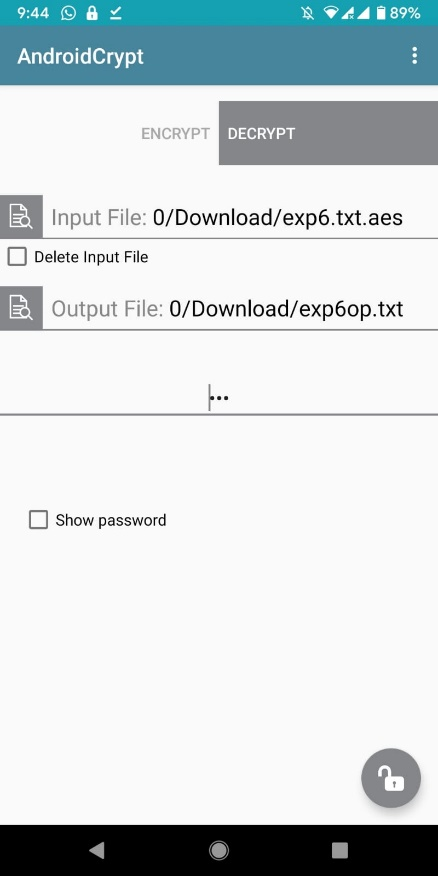 9:44 89%
AndroidCrypt
ENCRYPT DECRYPT
Input File: 0/Download/exp6.txt.aes
Delete Input File
Output File: 0/Download/exp6op.txt
•••
Show password